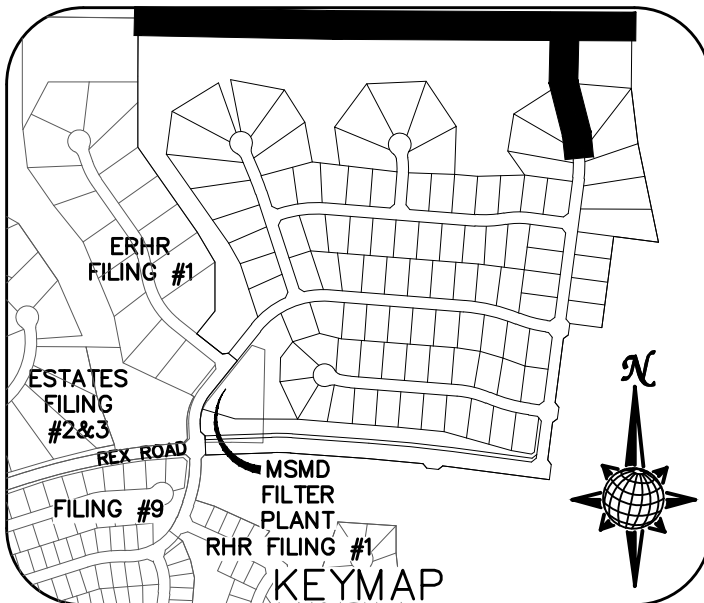 ERHR
FILING #1
ESTATES
FILING
#2&3
REX ROAD
FILING #9
MSMD
FILTER
PLANT
RHR FILING #1
N
KEYMAP